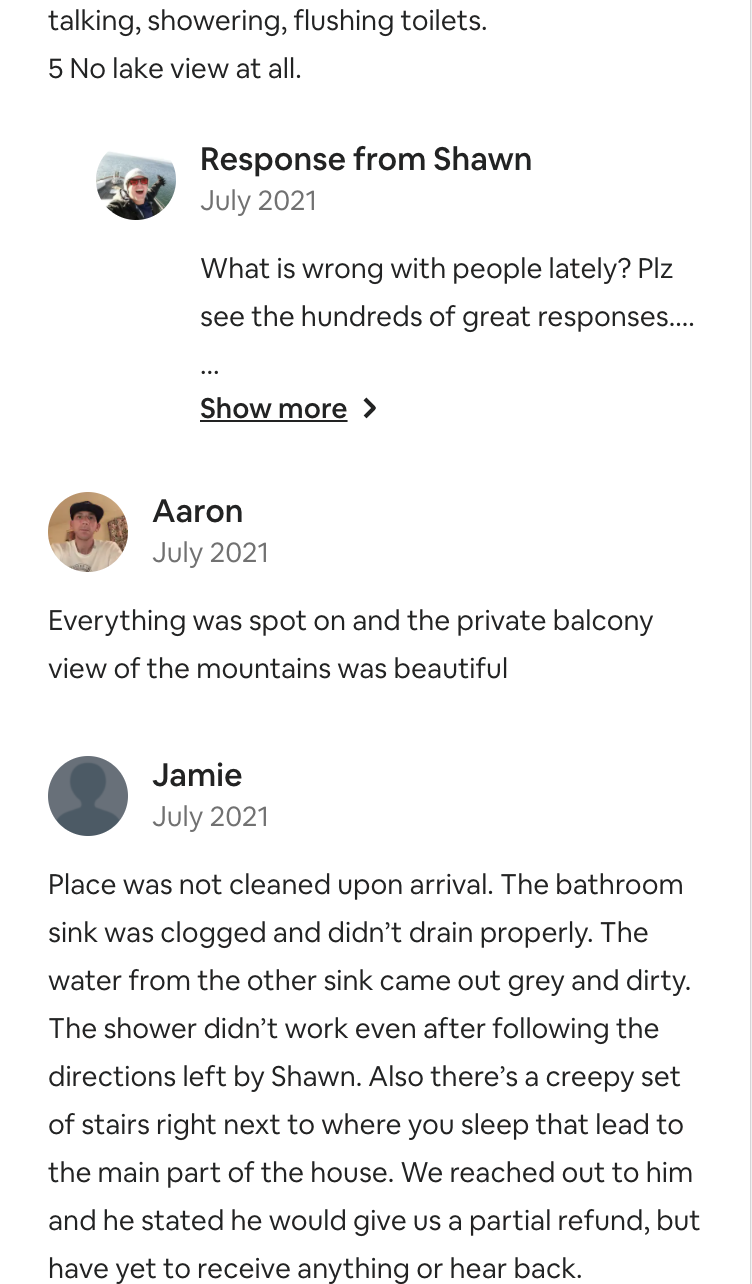 talking, showering, flushing toilets.
5 No lake view at all.
Response from Shawn
July 2021
What is wrong with people lately? Plz
see the hundreds of great responses....
...
Show more
Aaron
July 2021
Everything was spot on and the private balcony
view of the mountains was beautiful
Jamie
July 2021
Place was not cleaned upon arrival. The bathroom
sink was clogged and didn’t drain properly. The
water from the other sink came out grey and dirty.
The shower didn’t work even after following the
directions left by Shawn. Also there’s a creepy set
of stairs right next to where you sleep that lead to
the main part of the house. We reached out to him
and he stated he would give us a partial refund, but
have yet to receive anything or hear back.